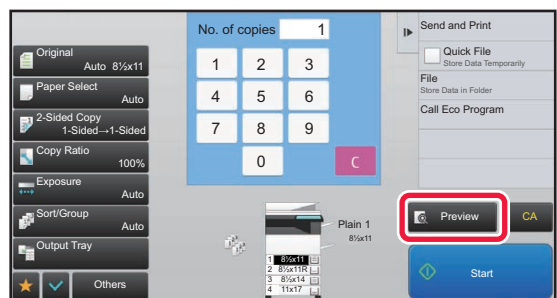 No. of copies 1
Original
Auto 8½x11
Paper Select
Auto
2-Sided Copy
1-Sided→1-Sided
Copy Ratio
100%
Exposure
Auto
Sort/Group
Auto
Output Tray
Others
1 2 3
4 5 6
7 8 9
0 C
Plain 1
8½x11
1 8½x11
2 8½x11R
3 8½x14
4 11x17
Send and Print
Quick File
Store Data Temporarily
File
Store Data in Folder
Call Eco Program
Preview
CA
Start